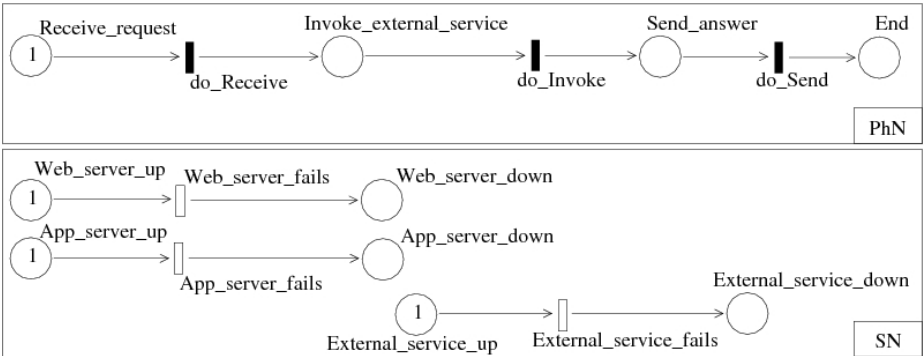 Receive_request
Invoke_external_service
Send_answer
End
1
do_Receive
do_Invoke
do_Send
PhN
Web_server_up
Web_server_fails
Web_server_down
1
App_server_up
App_server_down
1
App_server_fails
External_service_down
1
External_service_up
External_service_fails
SN